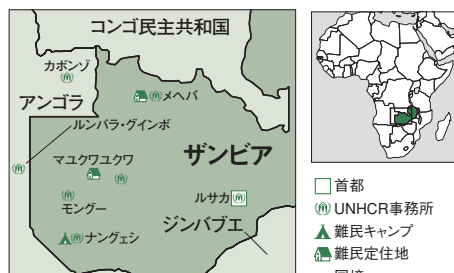 コンゴ民主共和国
カボンゾ
アンゴラ
メヘバ
ルンバラ・グインボ
マユクワユクワ
ザンビア
モングー
ルサカ
ジンバブエ
ナングェシ
首都
UNHCR事務所
難民キャンプ
難民定住地